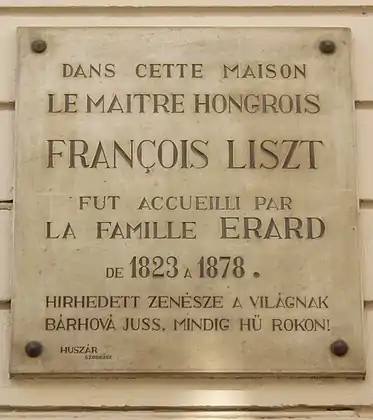 DANS CETTE MAISON
LE MAITRE HONGROIS
FRANÇOIS LISZT
FUT ACCUEILLI PAR
LA FAMILLE ERARD
DE 1823 A 1878.
HIRHEDETT ZENÉSZE A VILÁGNAK
BÁRHOVÁ JUSS, MINDIG HŰ ROKON!
HUSZÁR